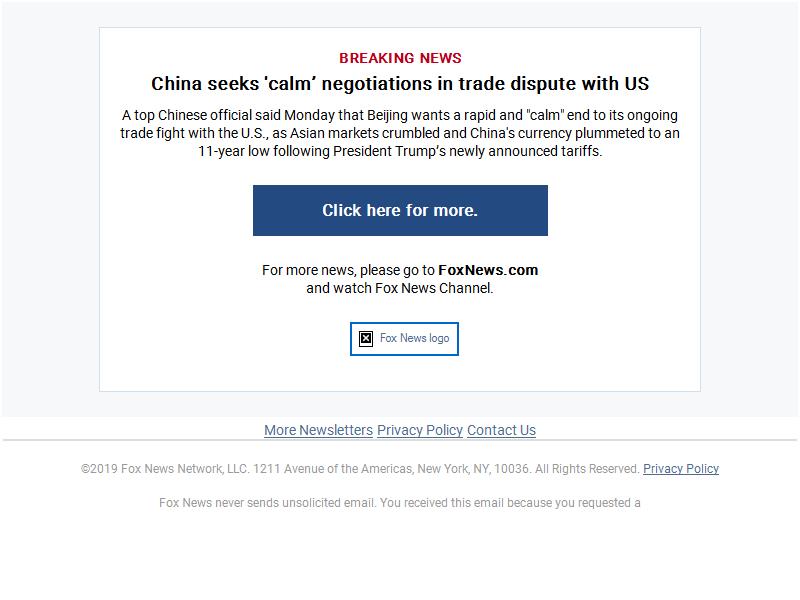 BREAKING NEWS
China seeks 'calm’ negotiations in trade dispute with US
A top Chinese official said Monday that Beijing wants a rapid and "calm" end to its ongoing
trade fight with the U.S., as Asian markets crumbled and China's currency plummeted to an
11-year low following President Trump’s newly announced tariffs.
Click here for more.
For more news, please go to FoxNews.com
and watch Fox News Channel.
Fox News logo
More Newsletters Privacy Policy Contact Us
©2019 Fox News Network, LLC. 1211 Avenue of the Americas, New York, NY, 10036. All Rights Reserved. Privacy Policy
Fox News never sends unsolicited email. You received this email because you requested a